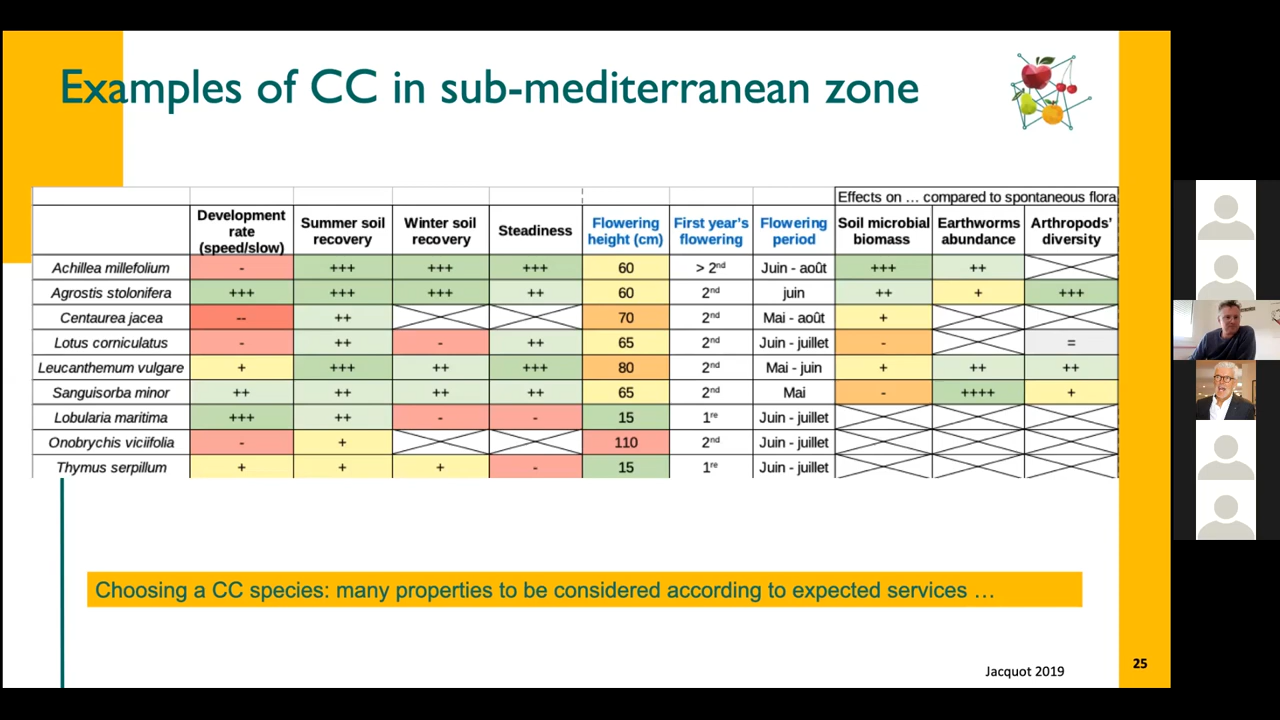 Examples of CC in sub-mediterranean zone
Effects on ... compared to spontaneous flora
Development rate (speed/slow) Summer soil recovery Winter soil recovery Steadiness Flowering height (cm) First year's flowering Flowering period Soil microbial biomass Earthworms abundance Arthropods' diversity
Achillea millefolium - +++ +++ +++ 60 > 2nd Juin - août +++ ++
Agrostis stolonifera +++ +++ +++ ++ 60 2nd juin ++ + +++
Centaurea jacea -- ++ 70 2nd Mai - août +
Lotus corniculatus - ++ - ++ 65 2nd Juin - juillet - =
Leucanthemum vulgare + +++ ++ +++ 80 2nd Mai - juin + ++ ++
Sanguisorba minor ++ ++ ++ ++ 65 2nd Mai - ++++ +
Lobularia maritima +++ ++ - - 15 1re Juin - juillet
Onobrychis viciifolia - + 110 2nd Juin - juillet
Thymus serpillum + + + - 15 1re Juin - juillet
Choosing a CC species: many properties to be considered according to expected services ...
Jacquot 2019
25